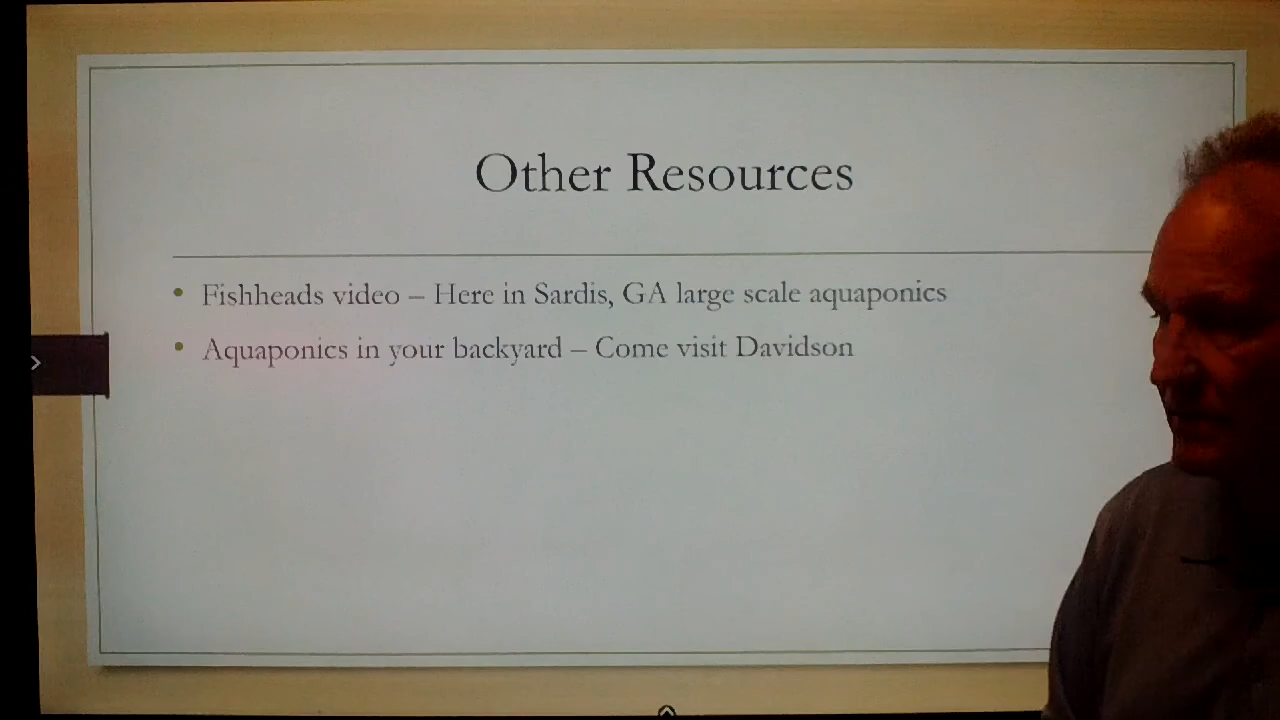 Other Resources
• Fishheads video – Here in Sardis, GA large scale aquaponics
• Aquaponics in your backyard – Come visit Davidson